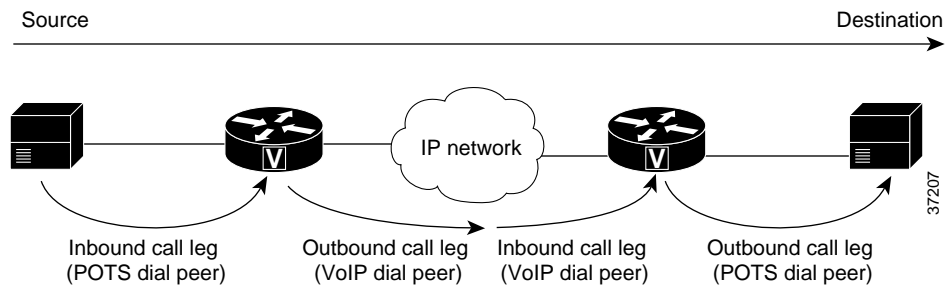 Source
Destination
V
IP network
V
37207
Inbound call leg
(POTS dial peer)
Outbound call leg
(VoIP dial peer)
Inbound call leg
(VoIP dial peer)
Outbound call leg
(POTS dial peer)